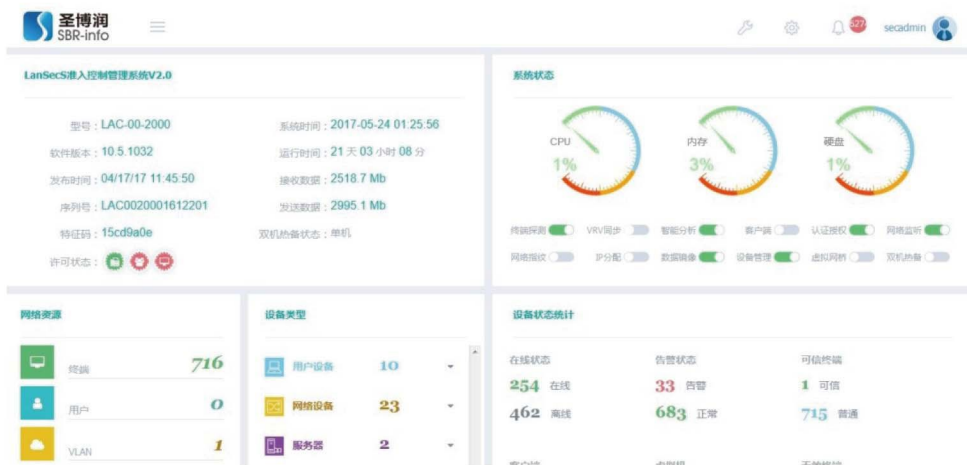 圣博润
SBR-info
secadmin
LanSecS准入控制管理系统V2.0
型号：LAC-00-2000
系统时间：2017-05-24 01:25:56
软件版本：10.5.1032
运行时间：21 天 03 小时 08 分
发布时间：04/17/17 11:45:50
接收数据：2518.7 Mb
序列号：LAC0020001612201
发送数据：2995.1 Mb
特征码：15cd9a0e
双机热备状态：单机
许可状态：
系统状态
CPU
1%
内存
3%
硬盘
1%
终端探测 VRV同步 智能分析 客户端 认证授权 网络监听
网络指纹 IP分配 数据镜像 设备管理 虚拟网桥 双机热备
网络资源
终端 716
用户 0
VLAN 1
设备类型
用户设备 10
网络设备 23
服务器 2
设备状态统计
在线状态 告警状态 可信终端
254 在线 33 告警 1 可信
462 离线 683 正常 715 普通